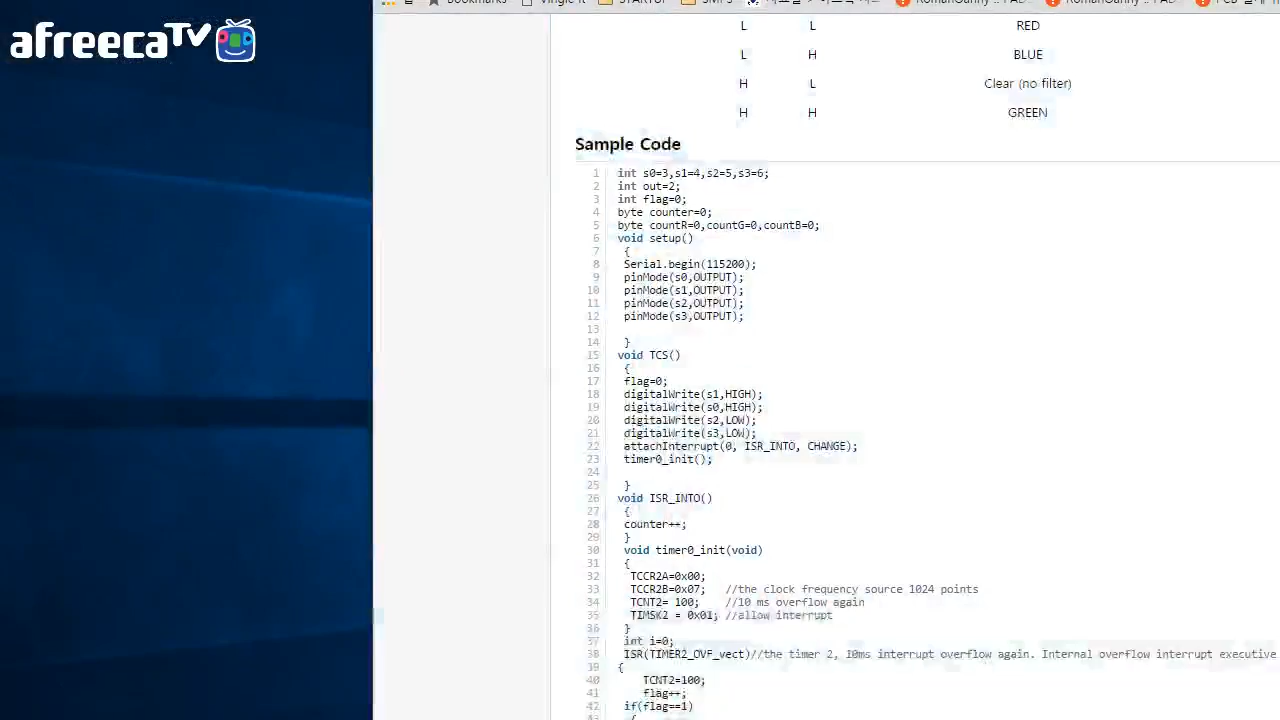 afreecaTV
Bookmarks
L L RED
L H BLUE
H L Clear (no filter)
H H GREEN
Sample Code
1 int s0=3,s1=4,s2=5,s3=6;
2 int out=2;
3 int flag=0;
4 byte counter=0;
5 byte countR=0,countG=0,countB=0;
6 void setup()
7 {
8 Serial.begin(115200);
9 pinMode(s0,OUTPUT);
10 pinMode(s1,OUTPUT);
11 pinMode(s2,OUTPUT);
12 pinMode(s3,OUTPUT);
13
14 }
15 void TCS()
16 {
17 flag=0;
18 digitalWrite(s1,HIGH);
19 digitalWrite(s0,HIGH);
20 digitalWrite(s2,LOW);
21 digitalWrite(s3,LOW);
22 attachInterrupt(0, ISR_INTO, CHANGE);
23 timer0_init();
24
25 }
26 void ISR_INTO()
27 {
28 counter++;
29 }
30 void timer0_init(void)
31 {
32 TCCR2A=0x00;
33 TCCR2B=0x07; //the clock frequency source 1024 points
34 TCNT2= 100; //10 ms overflow again
35 TIMSK2 = 0x01; //allow interrupt
36 }
37 int i=0;
38 ISR(TIMER2_OVF_vect)//the timer 2, 10ms interrupt overflow again. Internal overflow interrupt executive
39 {
40 TCNT2=100;
41 flag++;
42 if(flag==1)